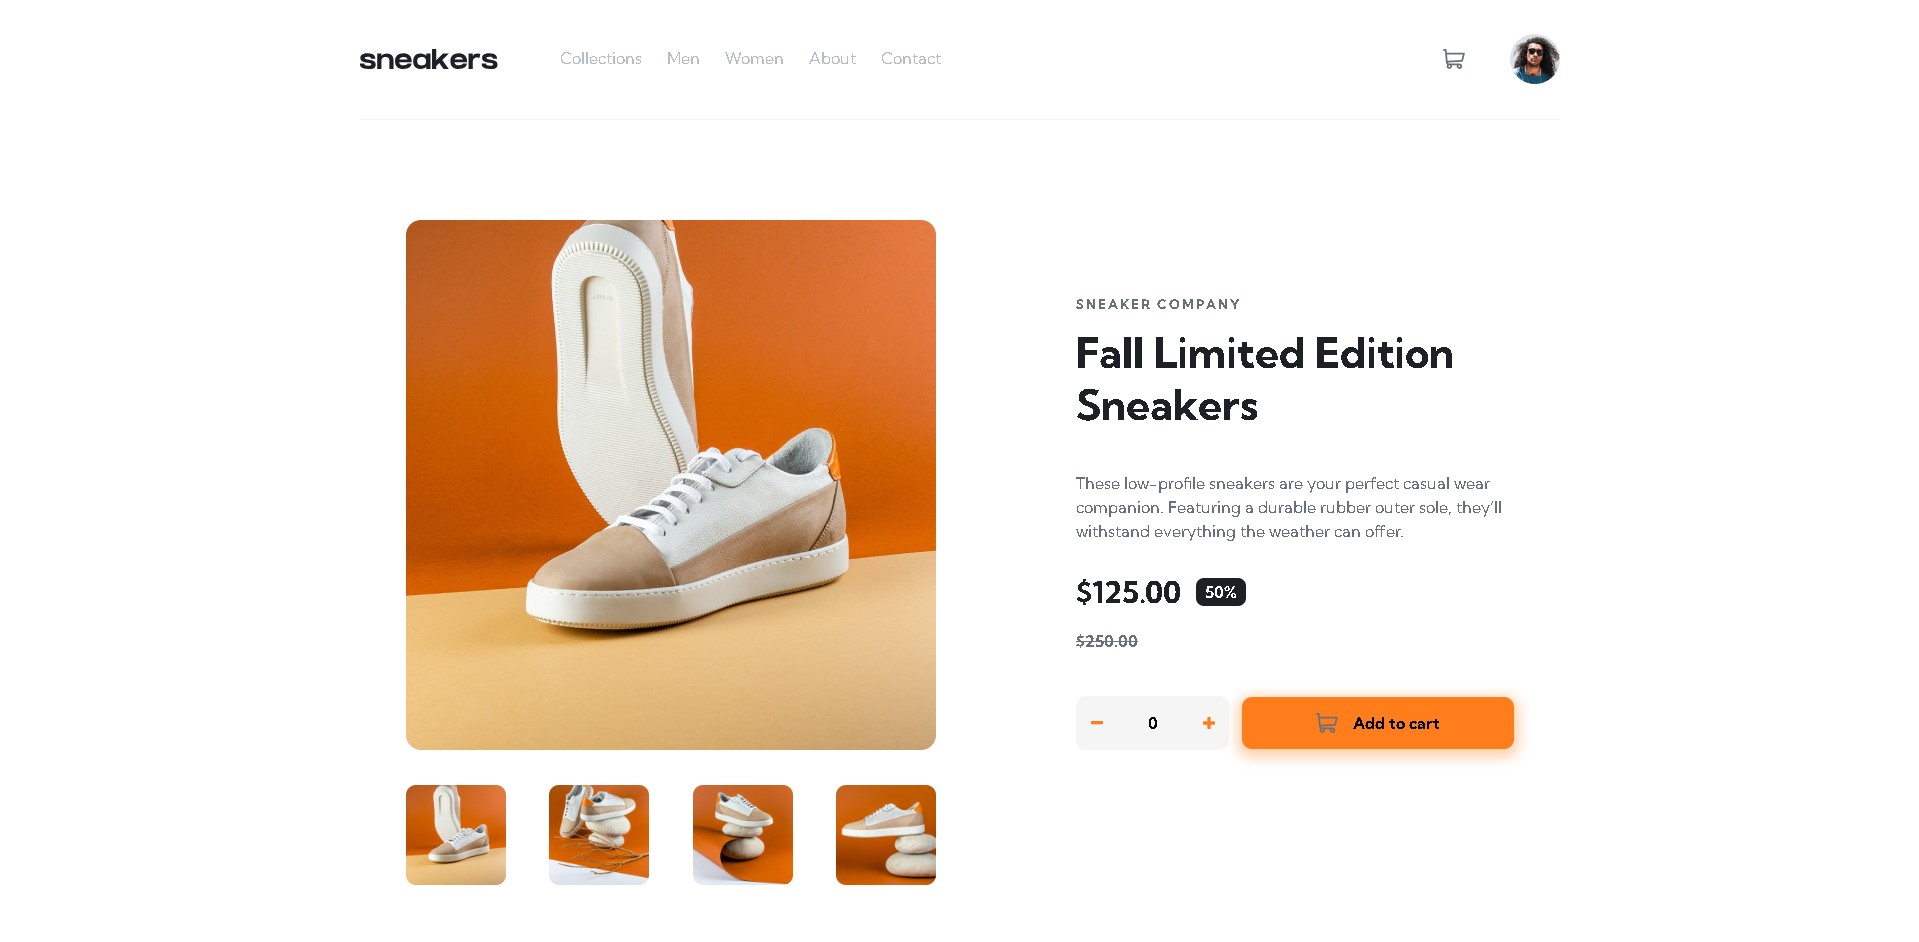 sneakers
Collections Men Women About Contact
SNEAKER COMPANY
Fall Limited Edition
Sneakers
These low-profile sneakers are your perfect casual wear
companion. Featuring a durable rubber outer sole, they’ll
withstand everything the weather can offer.
$125.00 50%
$250.00
0 Add to cart